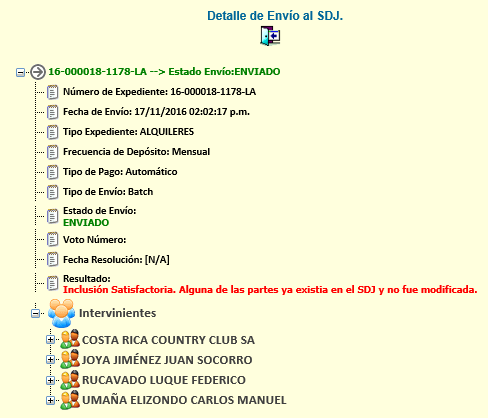 Detalle de Envío al SDJ.
16-000018-1178-LA --> Estado Envío:ENVIADO
Número de Expediente: 16-000018-1178-LA
Fecha de Envío: 17/11/2016 02:02:17 p.m.
Tipo Expediente: ALQUILERES
Frecuencia de Depósito: Mensual
Tipo de Pago: Automático
Tipo de Envío: Batch
Estado de Envío:
ENVIADO
Voto Número:
Fecha Resolución: [N/A]
Resultado:
Inclusión Satisfactoria. Alguna de las partes ya existia en el SDJ y no fue modificada.
Intervinientes
COSTA RICA COUNTRY CLUB SA
JOYA JIMÉNEZ JUAN SOCORRO
RUCAVADO LUQUE FEDERICO
UMAÑA ELIZONDO CARLOS MANUEL